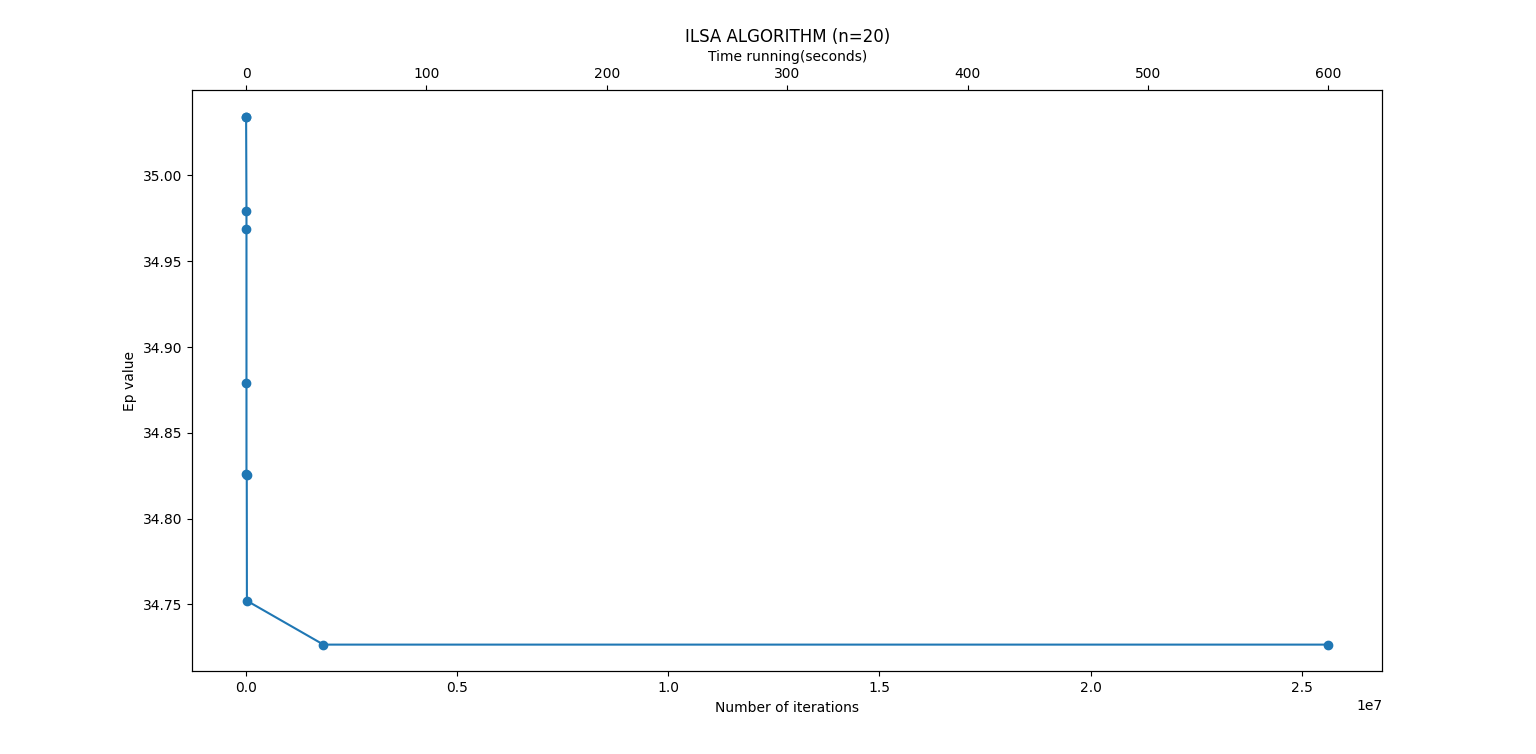 ILSA ALGORITHM (n=20)
Time running(seconds)
0 100 200 300 400 500 600
35.00
34.95
34.90
34.85
34.80
34.75
Ep value
0.0 0.5 1.0 1.5 2.0 2.5
1e7
Number of iterations